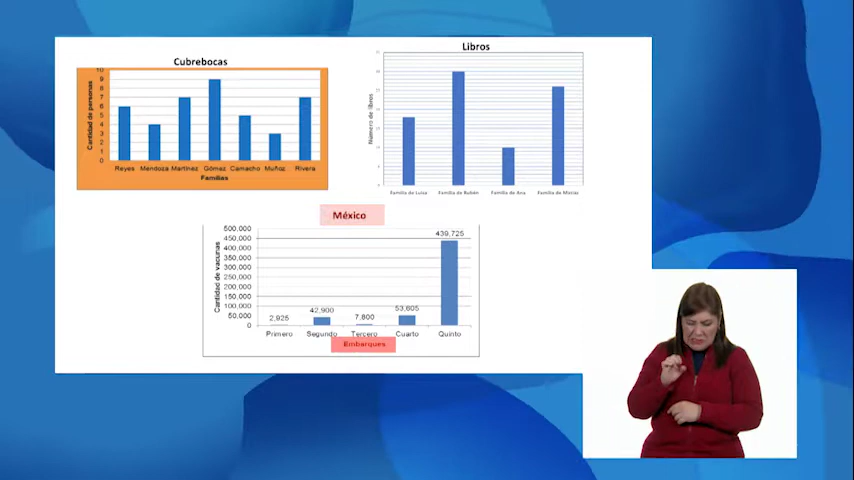 Cubrebocas
Cantidad de personas
10
9
8
7
6
5
4
3
2
1
0
Reyes Mendoza Martínez Gómez Camacho Muñoz Rivera
Familias
Libros
Número de libros
Familia de Luisa Familia de Rubén Familia de Ana Familia de Matías
México
Cantidad de vacunas
500,000
450,000
400,000
350,000
300,000
250,000
200,000
150,000
100,000
50,000
0
2,925 42,900 7,800 53,605 439,725
Primero Segundo Tercero Cuarto Quinto
Embarques